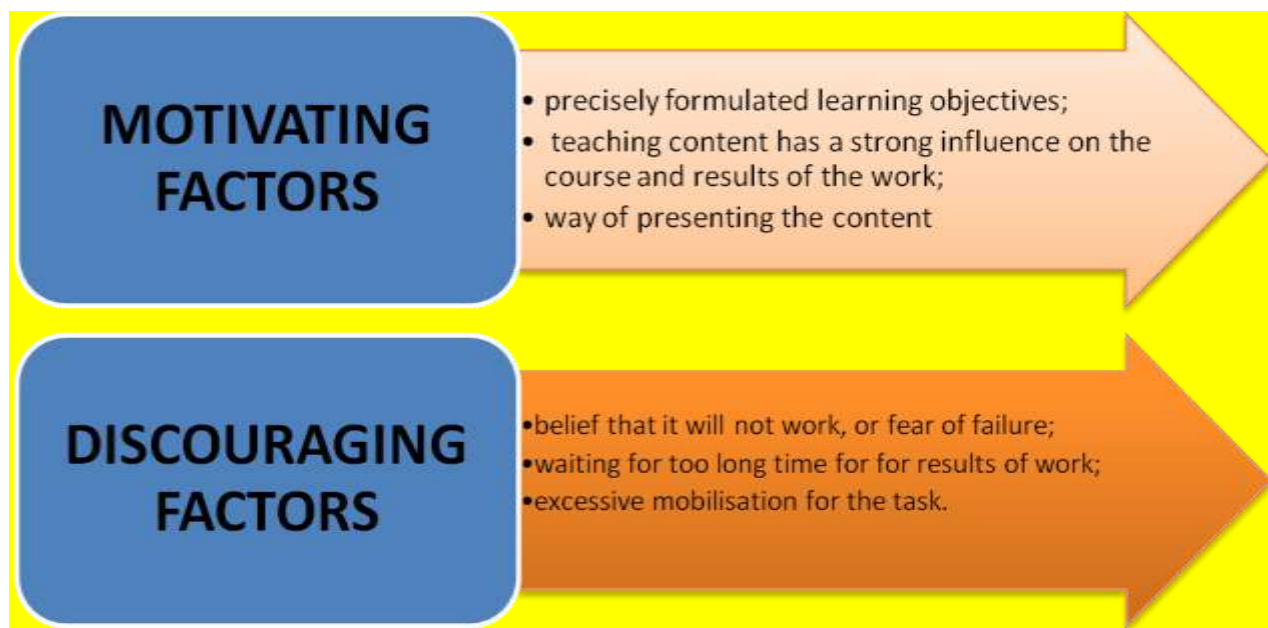 MOTIVATING
FACTORS
• precisely formulated learning objectives;
• teaching content has a strong influence on the
course and results of the work;
• way of presenting the content
DISCOURAGING
FACTORS
•belief that it will not work, or fear of failure;
•waiting for too long time for for results of work;
•excessive mobilisation for the task.